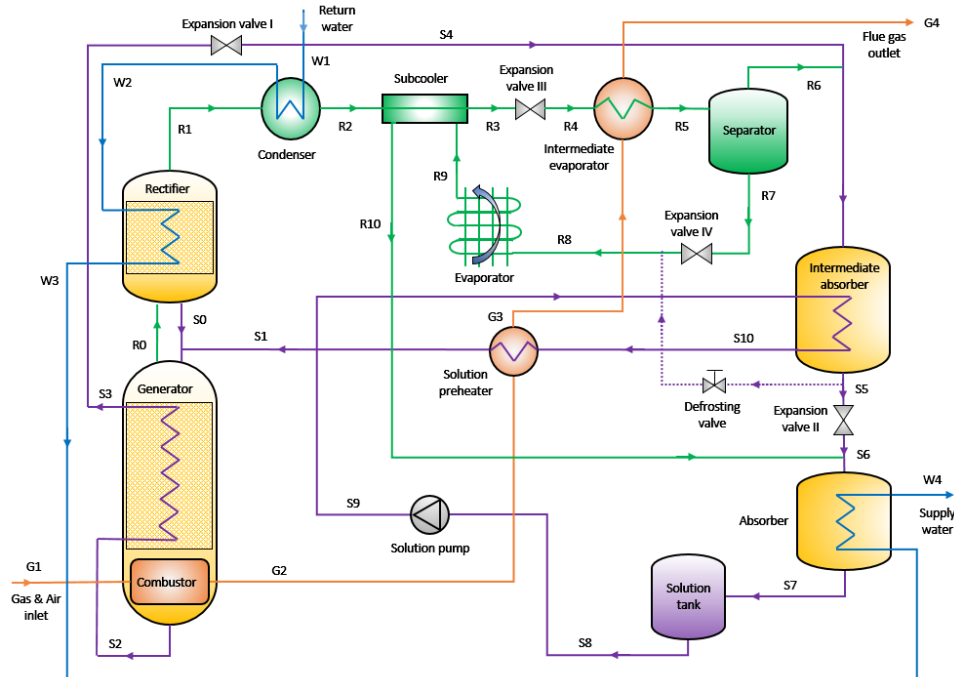 Expansion valve I
Return
water
S4
G4
Flue gas
outlet
W2
W1
Subcooler
Expansion
valve III
R6
R1
R2
R3
R4
R5
Separator
Condenser
Intermediate
evaporator
Rectifier
R9
R7
R10
Expansion
valve IV
R8
Evaporator
Intermediate
absorber
W3
S0
S1
G3
S10
R0
Solution
preheater
Generator
S3
S5
Defrosting
valve
Expansion
valve II
S6
W4
Supply
water
S9
Absorber
Solution pump
G1
Combustor
G2
Gas & Air
inlet
Solution
tank
S7
S2
S8